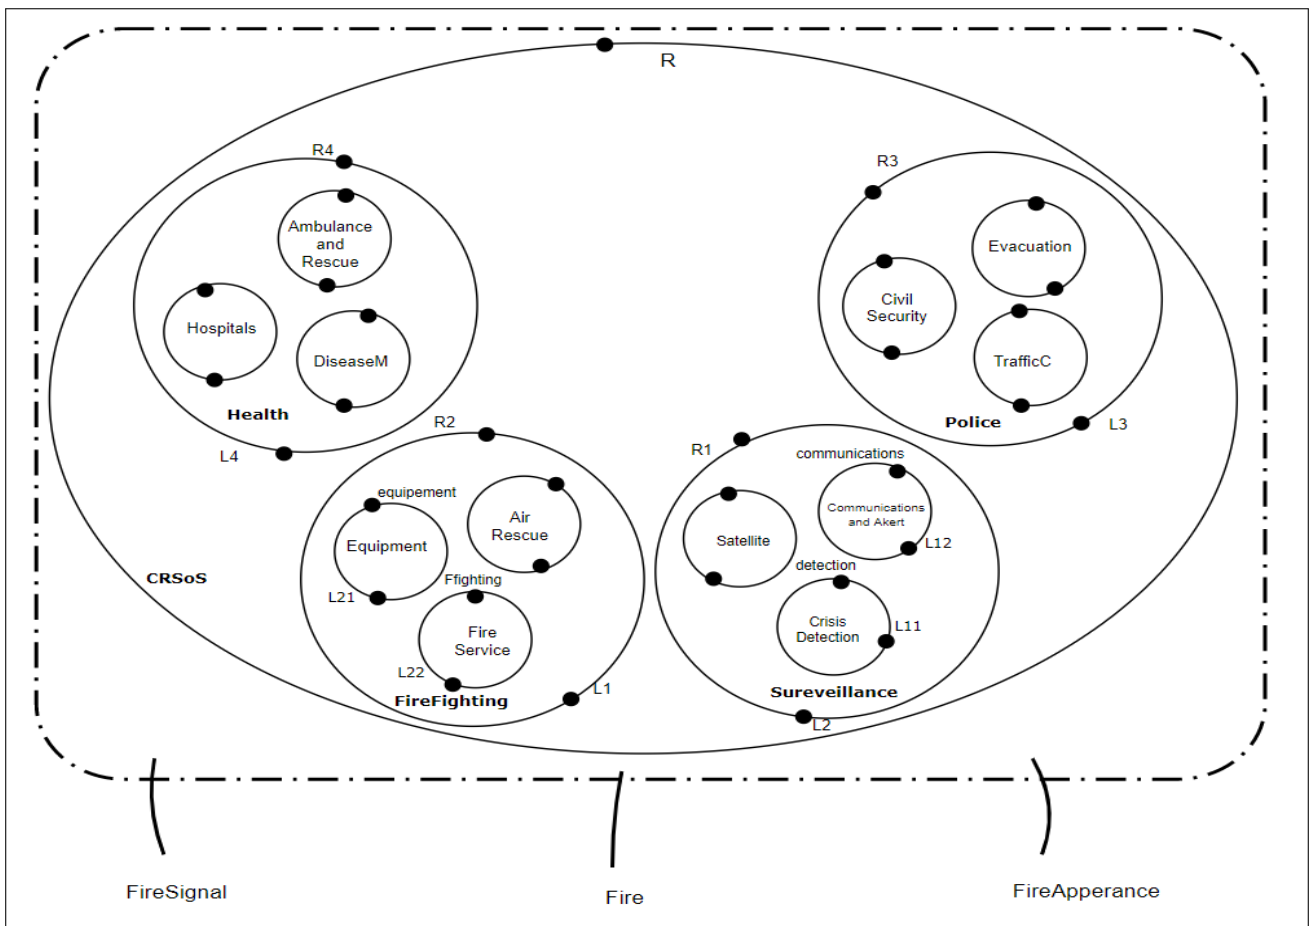 R
R4
Ambulance
and
Rescue
Hospitals
DiseaseM
Health
L4
R3
Evacuation
Civil
Security
TrafficC
Police
L3
R2
equipement
Equipment
L21
Air
Rescue
Ffighting
Fire
Service
L22
FireFighting
L1
R1
communications
Communications
and Akert
L12
Satellite
detection
Crisis
Detection
L11
Sureveillance
L2
CRSoS
FireSignal
Fire
FireApperance